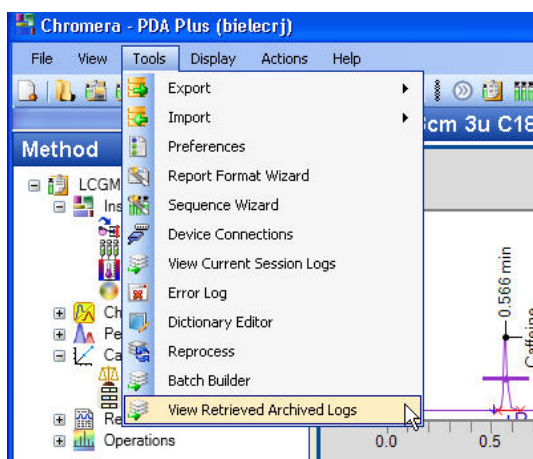 Chromera - PDA Plus (bielecrj)
File View Tools Display Actions Help
cm 3u C18
Method
Export
Import
Preferences
Report Format Wizard
Sequence Wizard
Device Connections
View Current Session Logs
Error Log
Dictionary Editor
Reprocess
Batch Builder
View Retrieved Archived Logs
LCGM
Ins
Ch
Pe
Ca
Re
Operations
0.566 min
Caffeine
0.0 0.5